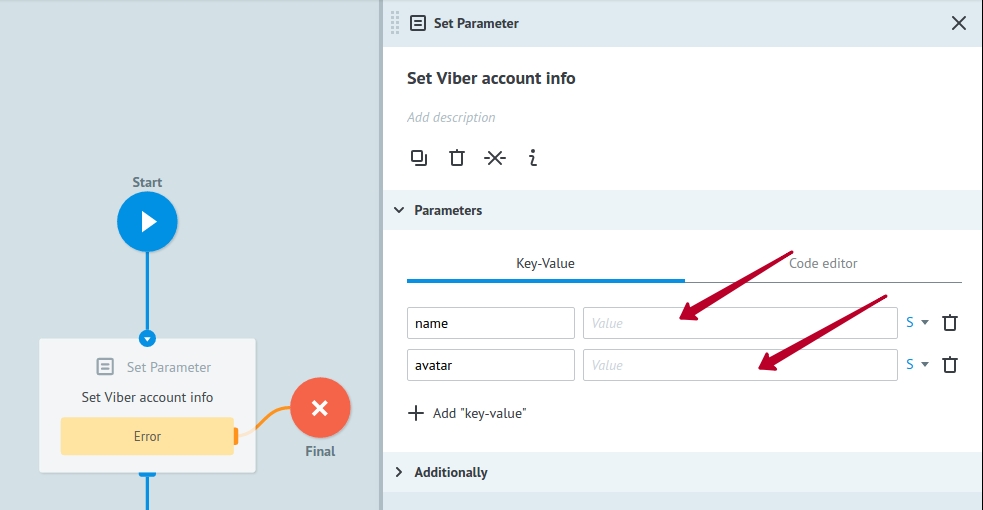 Set Parameter
Set Viber account info
Add description
Start
Parameters
Key-Value
Code editor
name
Value
S
avatar
Value
S
Set Parameter
Set Viber account info
Add "key-value"
Error
Final
Additionally